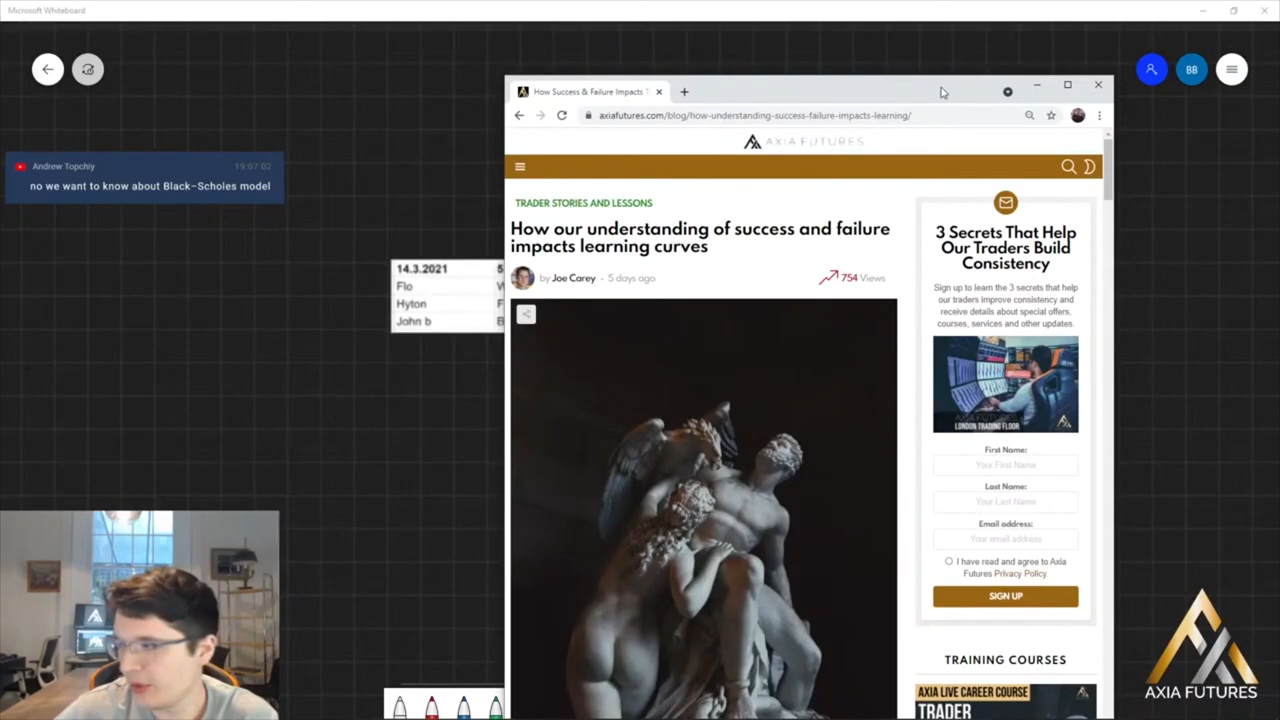 Microsoft Whiteboard
BB
Andrew Topchiy 19:07:02
no we want to know about Black-Scholes model
14.3.2021 5
Flo
Hyton F
John b B
How Success & Failure Impacts T
axiafutures.com/blog/how-understanding-success-failure-impacts-learning/
AXIA FUTURES
TRADER STORIES AND LESSONS
How our understanding of success and failure
impacts learning curves
by Joe Carey - 5 days ago
754 Views
3 Secrets That Help
Our Traders Build
Consistency
Sign up to learn the 3 secrets that help
our traders improve consistency and
receive details about special offers,
courses, services and other updates.
LONDON TRADING FLOOR
First Name:
Your First Name
Last Name:
Your Last Name
Email address:
Your email address
I have read and agree to Axia
Futures Privacy Policy
SIGN UP
TRAINING COURSES
AXIA LIVE CAREER COURSE
TRADER
AXIA FUTURES